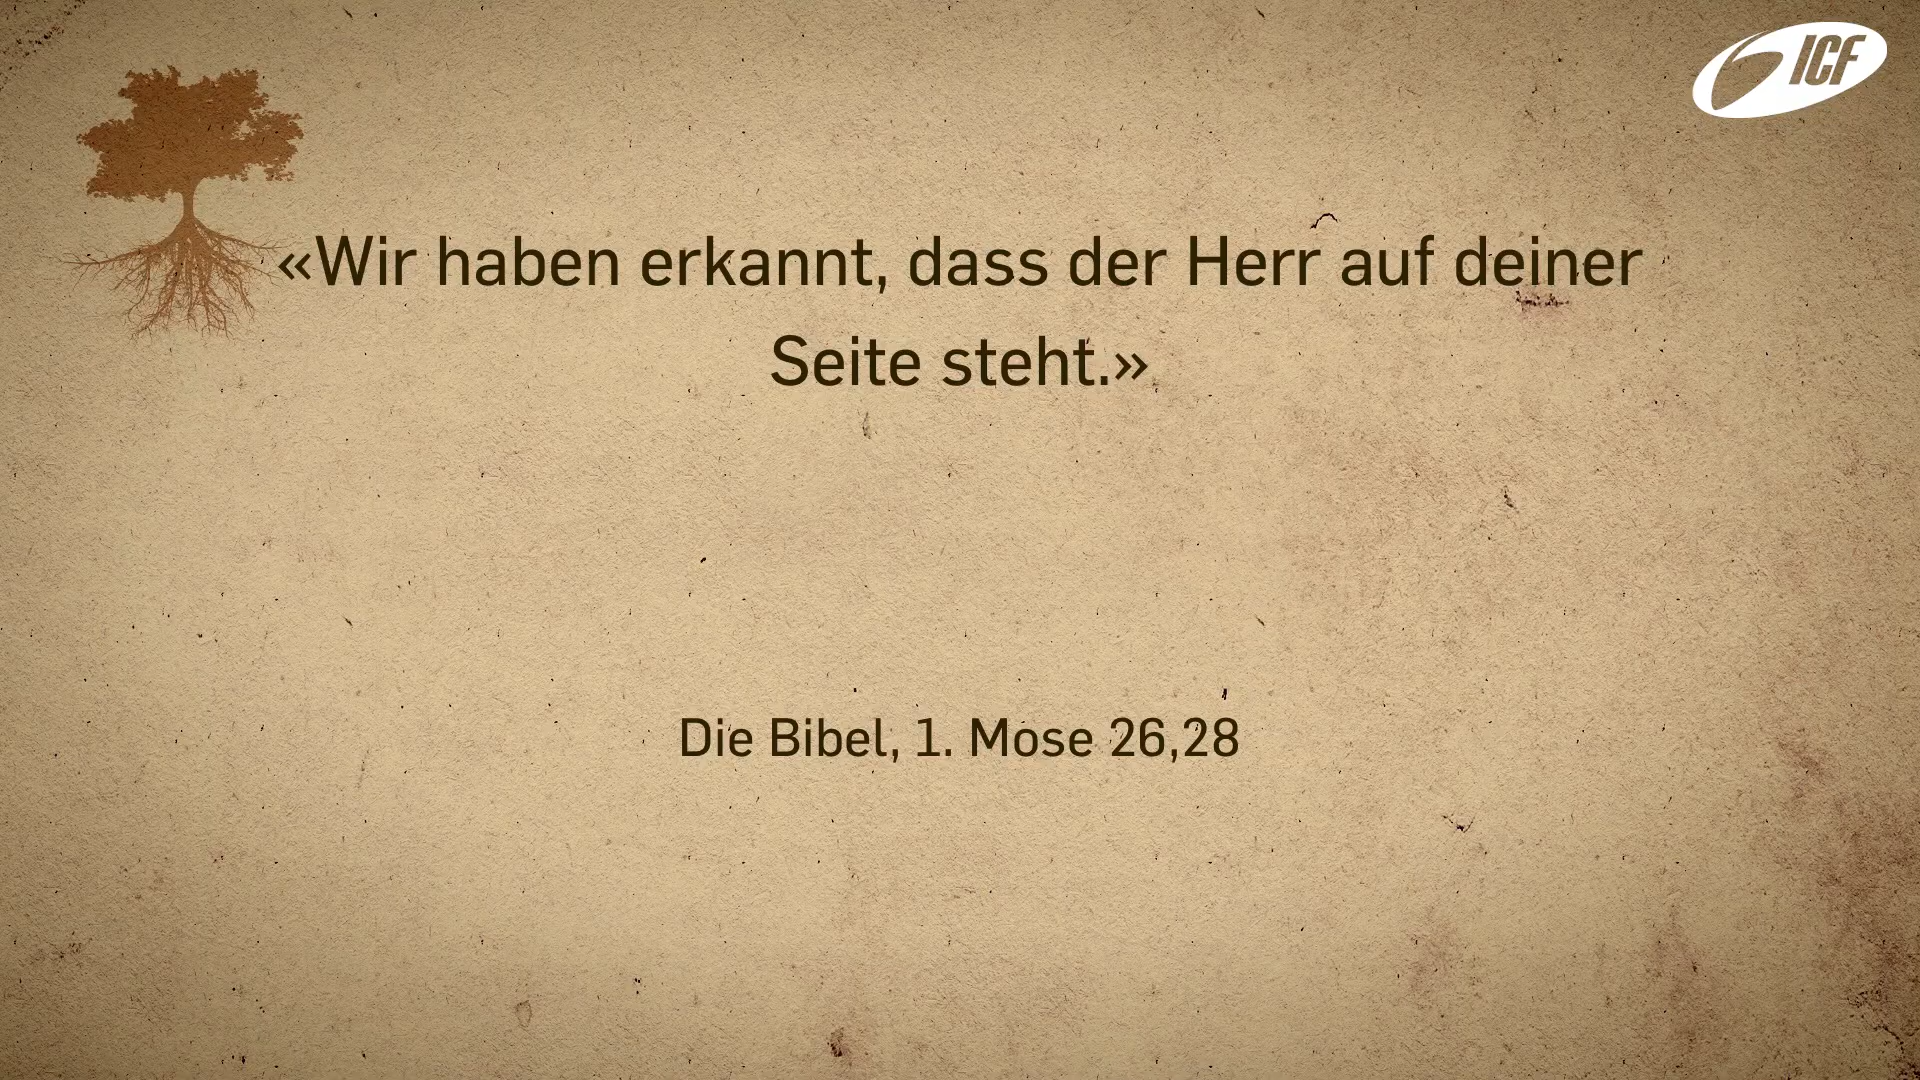 ICF
«Wir haben erkannt, dass der Herr auf deiner
Seite steht.»
Die Bibel, 1. Mose 26,28